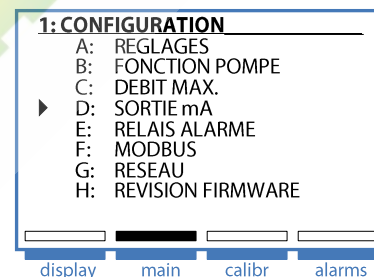 1: CONFIGURATION
A: REGLAGES
B: FONCTION POMPE
C: DEBIT MAX.
D: SORTIE mA
E: RELAIS ALARME
F: MODBUS
G: RESEAU
H: REVISION FIRMWARE
display main calibr alarms